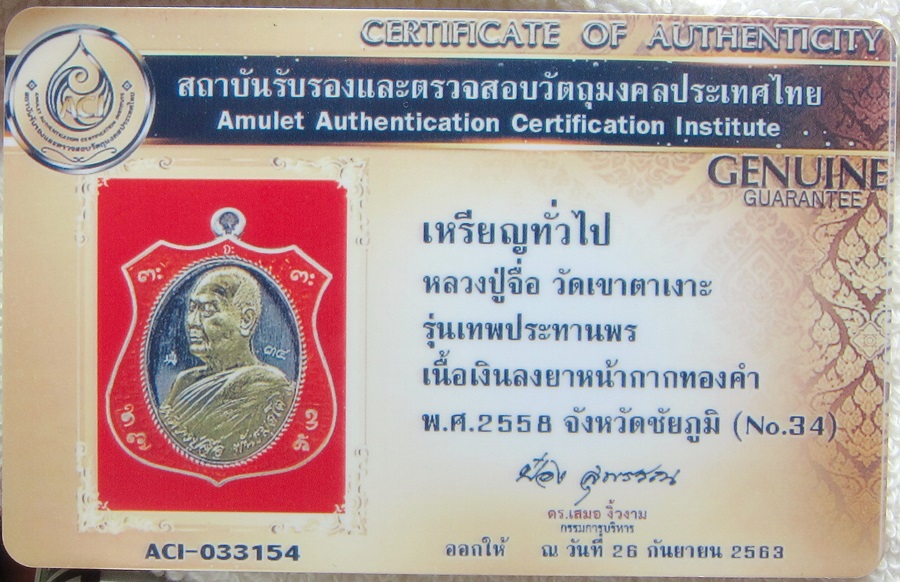 CERTIFICATE OF AUTHENTICITY
สถาบันรับรองและตรวจสอบวัตถุมงคลประเทศไทย
Amulet Authentication Certification Institute
ACI
GENUINE
GUARANTEE
เหรียญทั่วไป
หลวงปู่จื่อ วัดเขาตาเงาะ
รุ่นเทพประทานพร
เนื้อเงินลงยาหน้ากากทองคำ
พ.ศ.2558 จังหวัดชัยภูมิ (No.34)
ดร.เสมอ งิ้วงาม
กรรมการบริหาร
ACI-033154
ออกให้ ณ วันที่ 26 กันยายน 2563